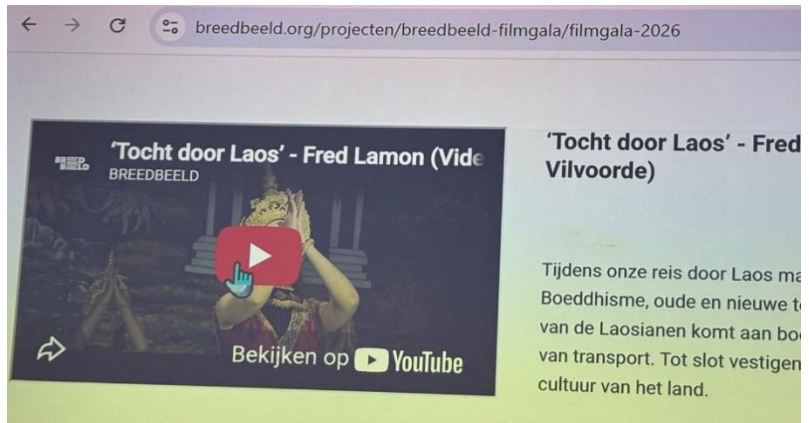 breedbeeld.org/projecten/breedbeeld-filmgala/filmgala-2026
BREED
BEELD
'Tocht door Laos' - Fred Lamon (Vide
BREEDBEELD
Bekijken op YouTube
'Tocht door Laos' - Fred
Vilvoorde)
Tijdens onze reis door Laos ma
Boeddhisme, oude en nieuwe t
van de Laosianen komt aan bo
van transport. Tot slot vestigen
cultuur van het land.